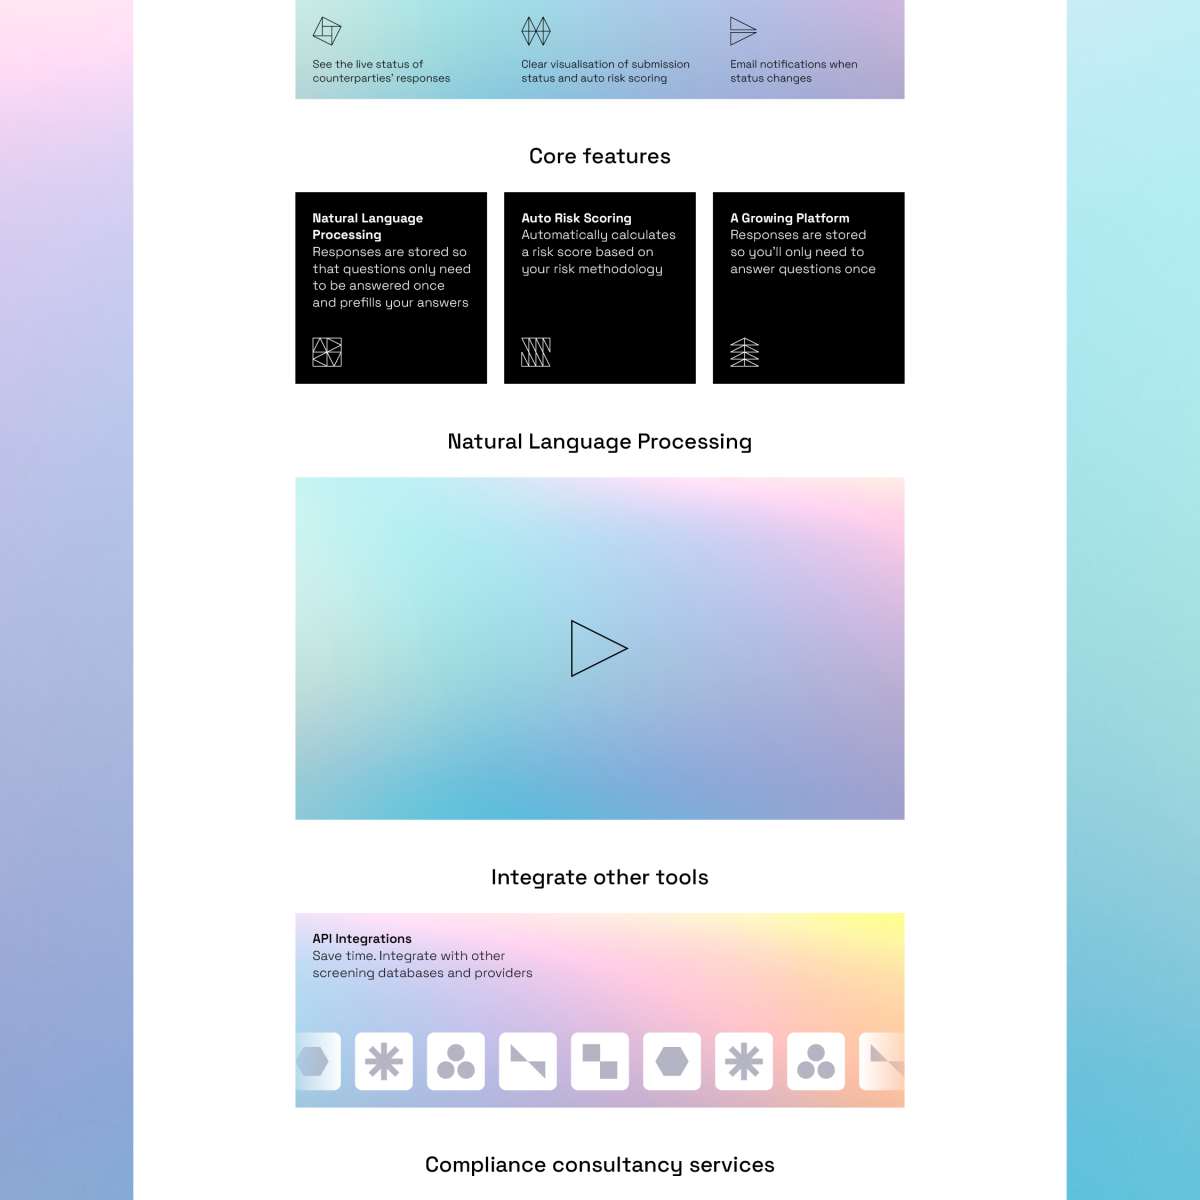 See the live status of
counterparties' responses
Clear visualisation of submission
status and auto risk scoring
Email notifications when
status changes
Core features
Natural Language
Processing
Responses are stored so
that questions only need
to be answered once
and prefills your answers
Auto Risk Scoring
Automatically calculates
a risk score based on
your risk methodology
A Growing Platform
Responses are stored
so you'll only need to
answer questions once
Natural Language Processing
Integrate other tools
API Integrations
Save time. Integrate with other
screening databases and providers
Compliance consultancy services